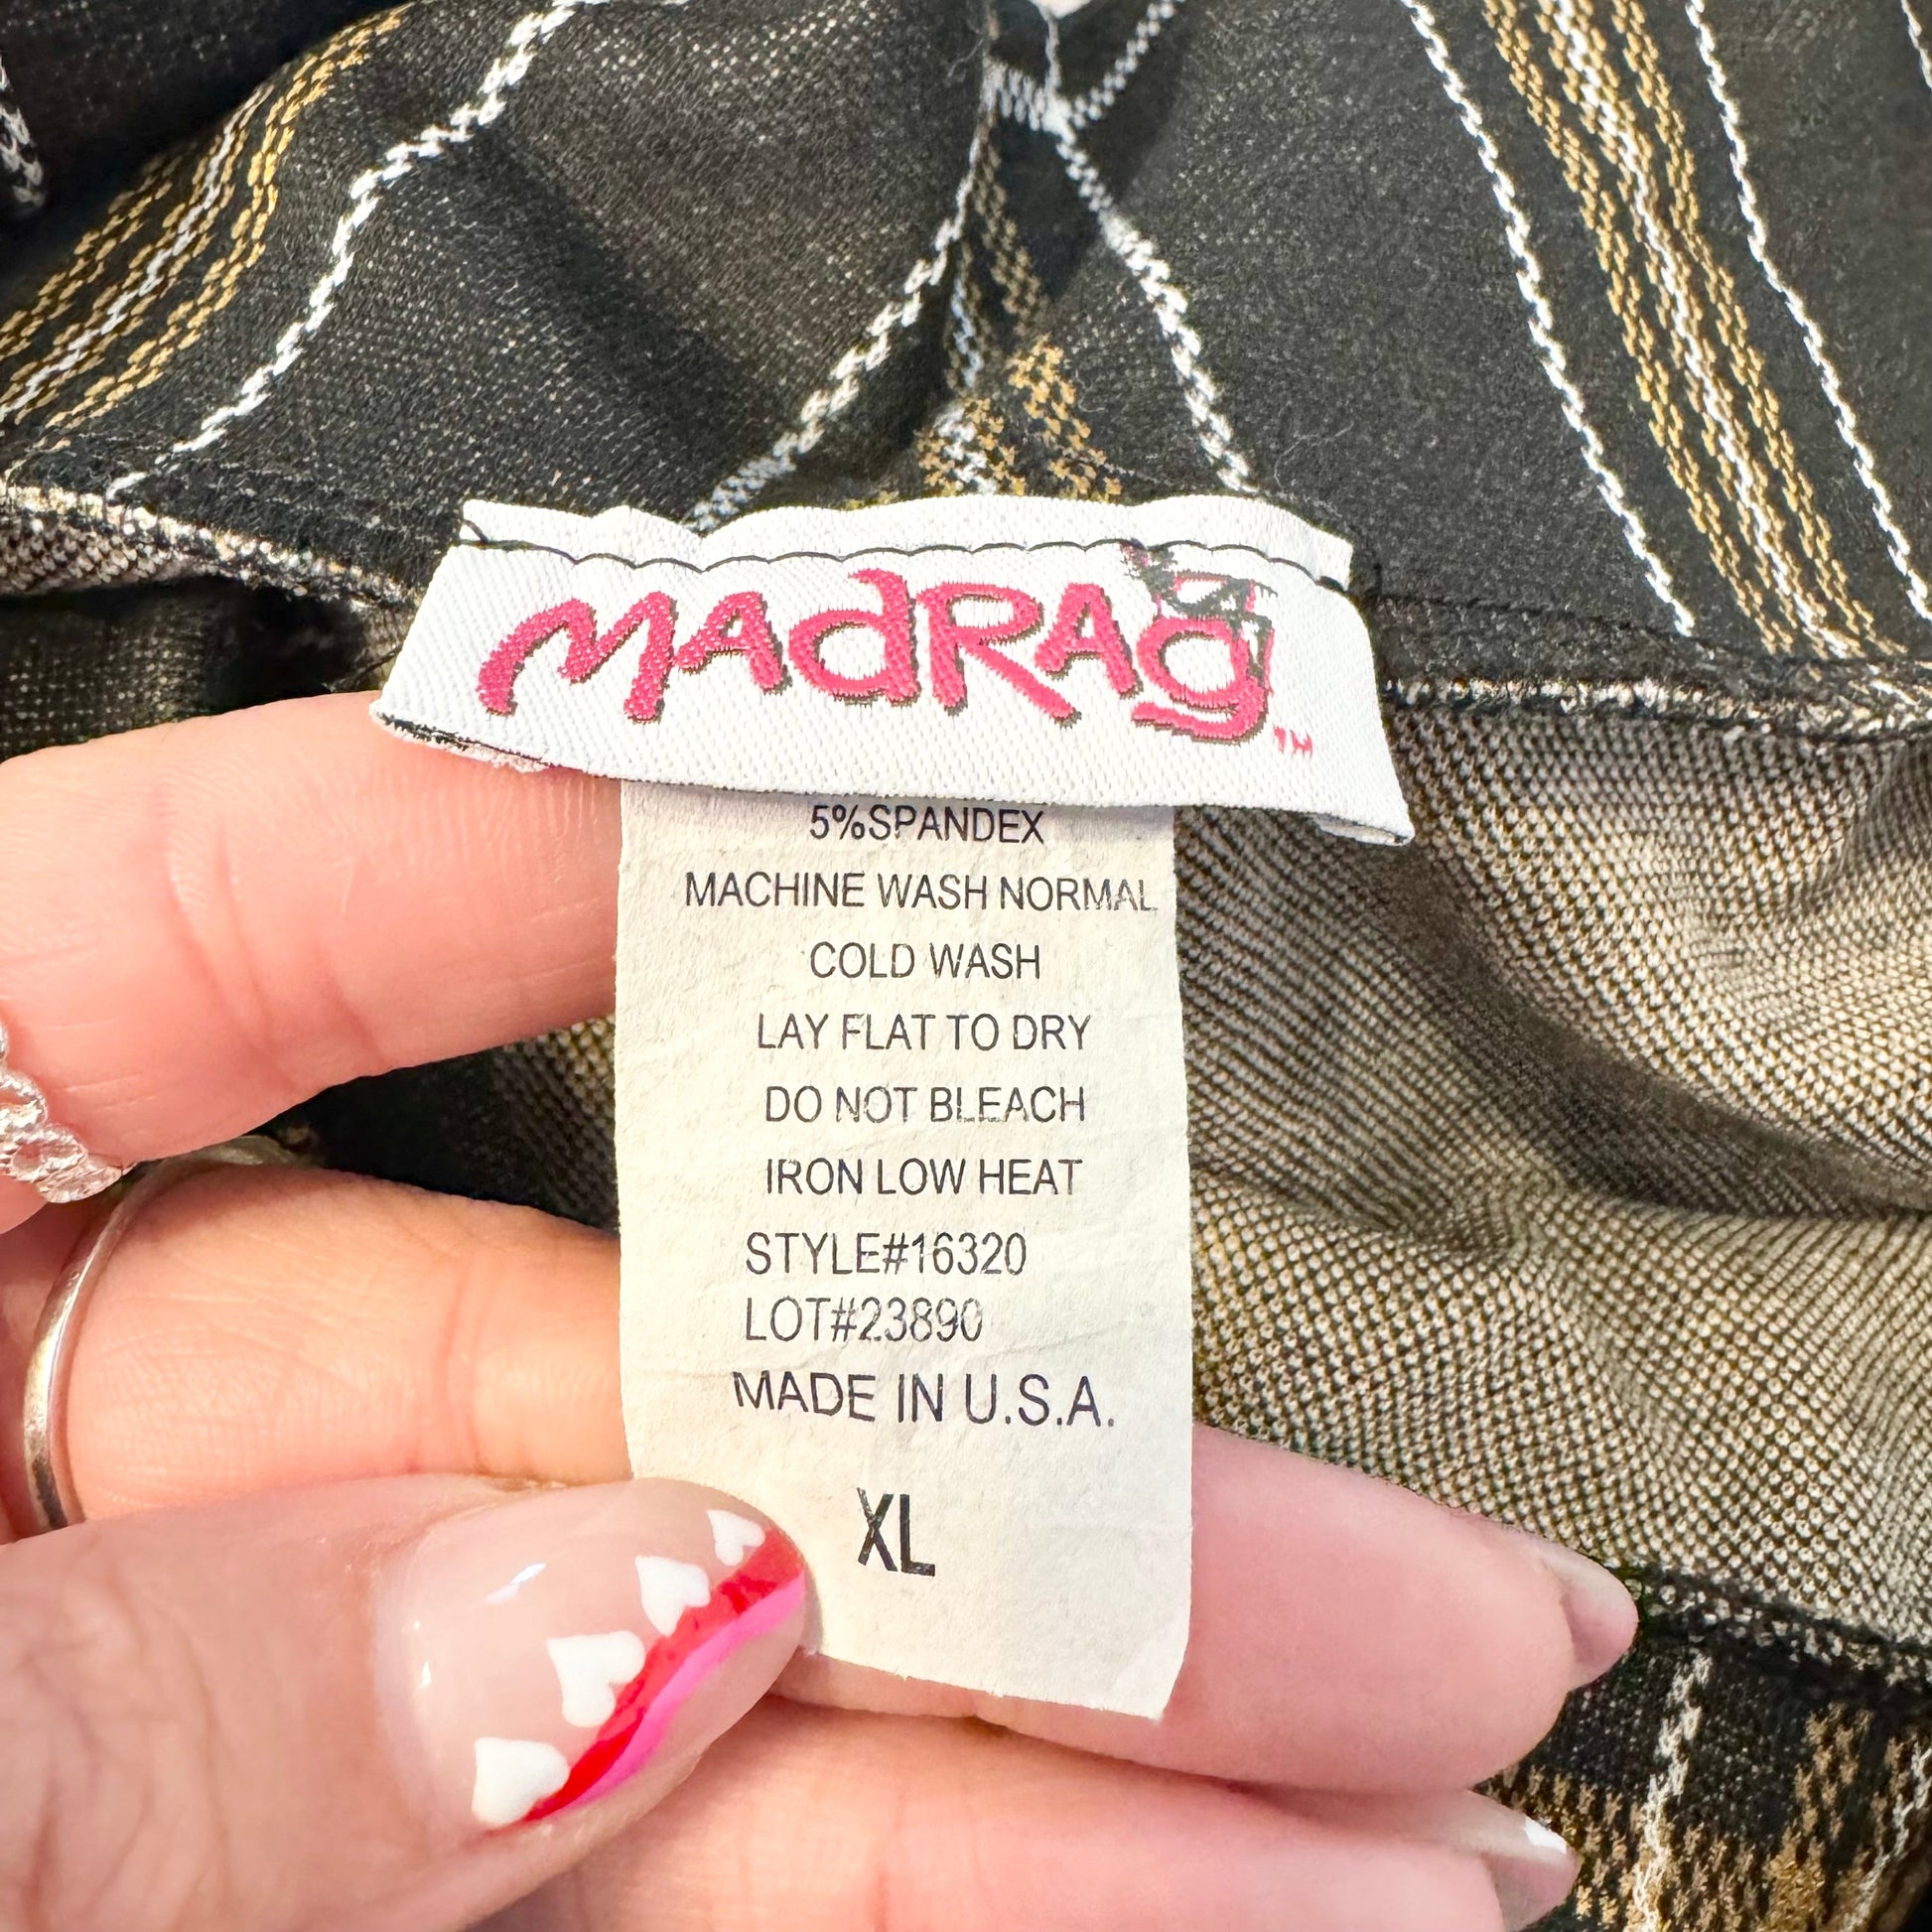 MADRAG
TM
5%SPANDEX
MACHINE WASH NORMAL
COLD WASH
LAY FLAT TO DRY
DO NOT BLEACH
IRON LOW HEAT
STYLE#16320
LOT#23890
MADE IN U.S.A.
XL